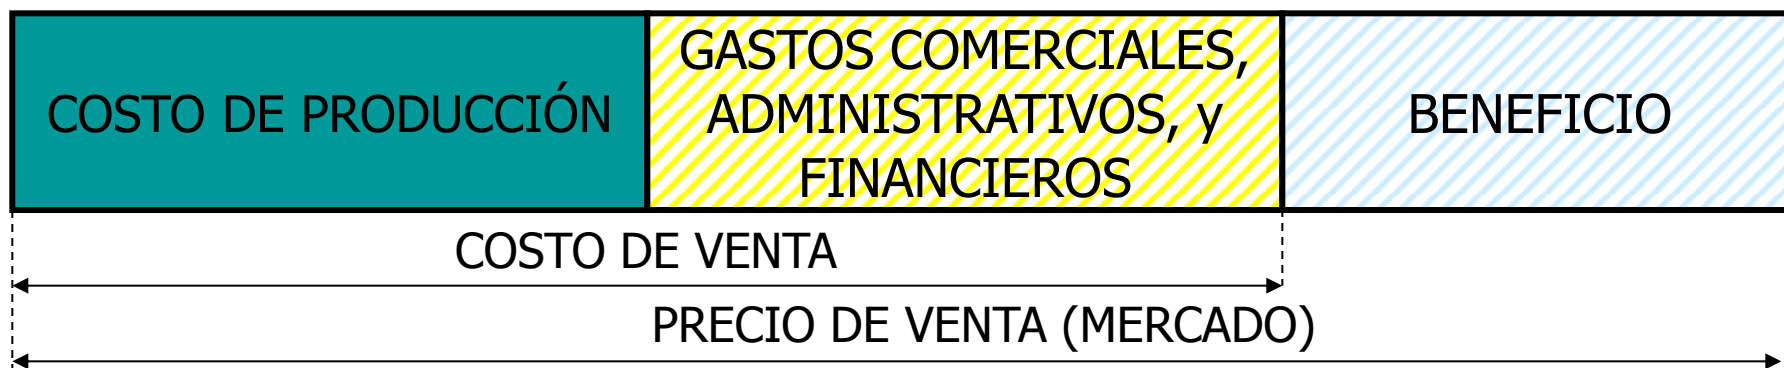 COSTO DE PRODUCCIÓN
GASTOS COMERCIALES,
ADMINISTRATIVOS, y
FINANCIEROS
BENEFICIO
COSTO DE VENTA
PRECIO DE VENTA (MERCADO)